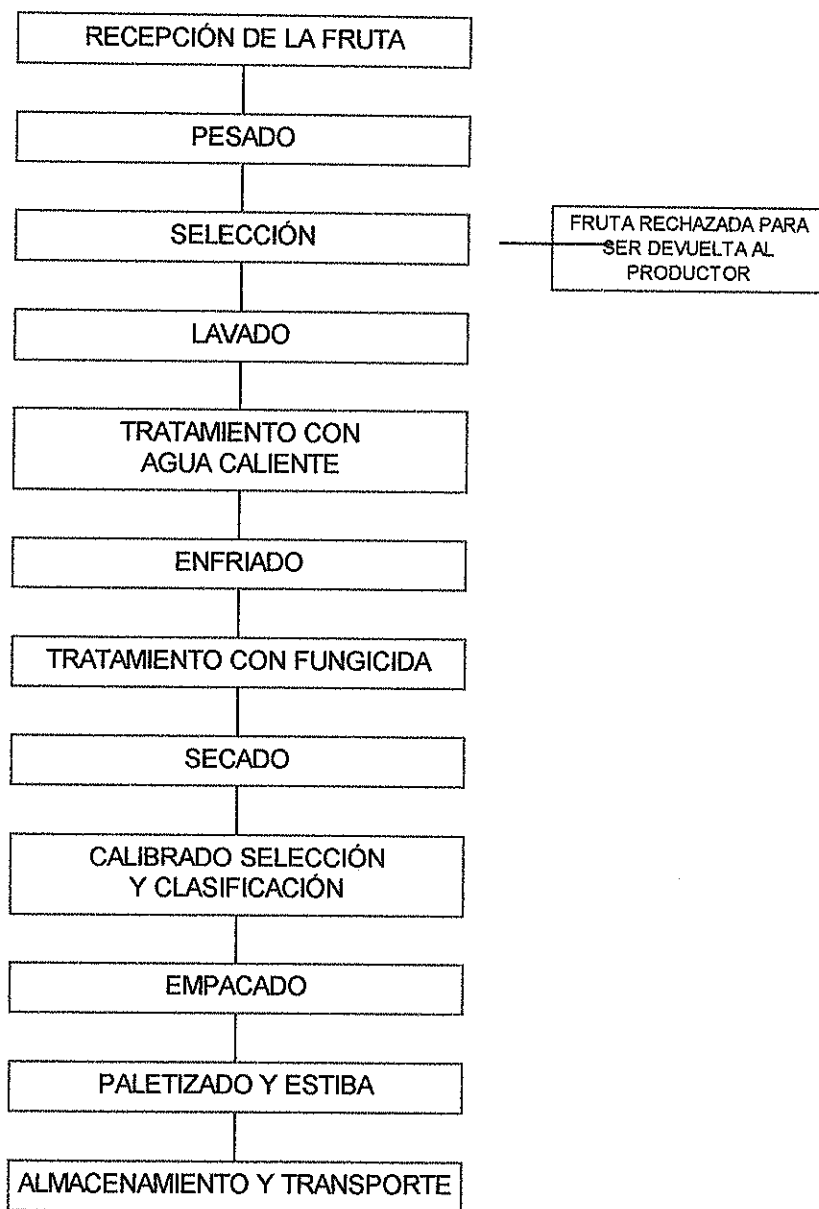 RECEPCIÓN DE LA FRUTA
PESADO
SELECCIÓN
FRUTA RECHAZADA PARA
SER DEVUELTA AL
PRODUCTOR
LAVADO
TRATAMIENTO CON
AGUA CALIENTE
ENFRIADO
TRATAMIENTO CON FUNGICIDA
SECADO
CALIBRADO SELECCIÓN
Y CLASIFICACIÓN
EMPACADO
PALETIZADO Y ESTIBA
ALMACENAMIENTO Y TRANSPORTE